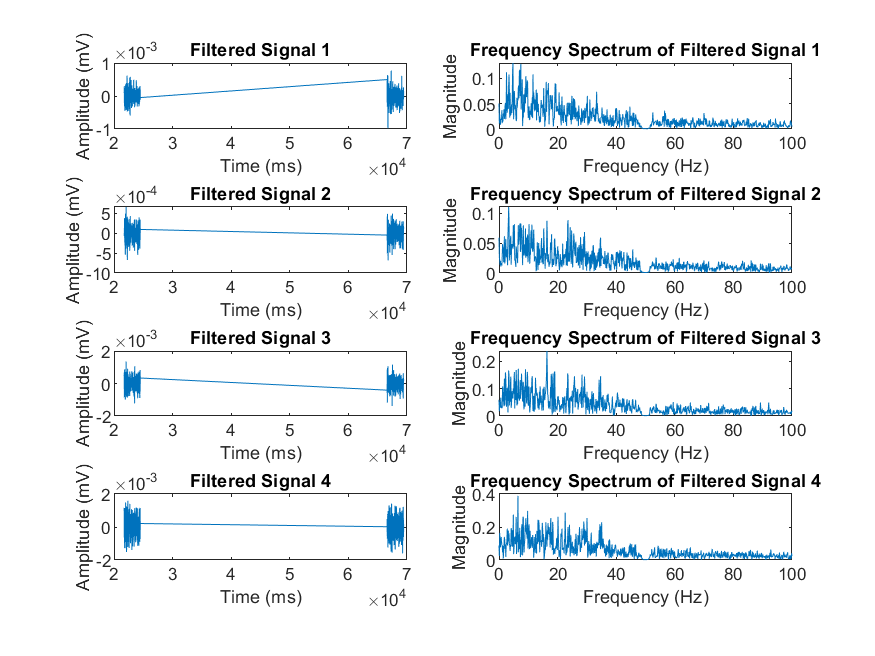 Filtered Signal 1
×10-3
Amplitude (mV)
1
0
-1
2 3 4 5 6 7
Time (ms)
×104
Frequency Spectrum of Filtered Signal 1
Magnitude
0.1
0.05
0
0 20 40 60 80 100
Frequency (Hz)
Filtered Signal 2
×10-4
Amplitude (mV)
5
0
-5
-10
2 3 4 5 6 7
Time (ms)
×104
Frequency Spectrum of Filtered Signal 2
Magnitude
0.1
0.05
0
0 20 40 60 80 100
Frequency (Hz)
Filtered Signal 3
×10-3
Amplitude (mV)
2
0
-2
2 3 4 5 6 7
Time (ms)
×104
Frequency Spectrum of Filtered Signal 3
Magnitude
0.2
0.1
0
0 20 40 60 80 100
Frequency (Hz)
Filtered Signal 4
×10-3
Amplitude (mV)
2
0
-2
2 3 4 5 6 7
Time (ms)
×104
Frequency Spectrum of Filtered Signal 4
Magnitude
0.4
0.2
0
0 20 40 60 80 100
Frequency (Hz)